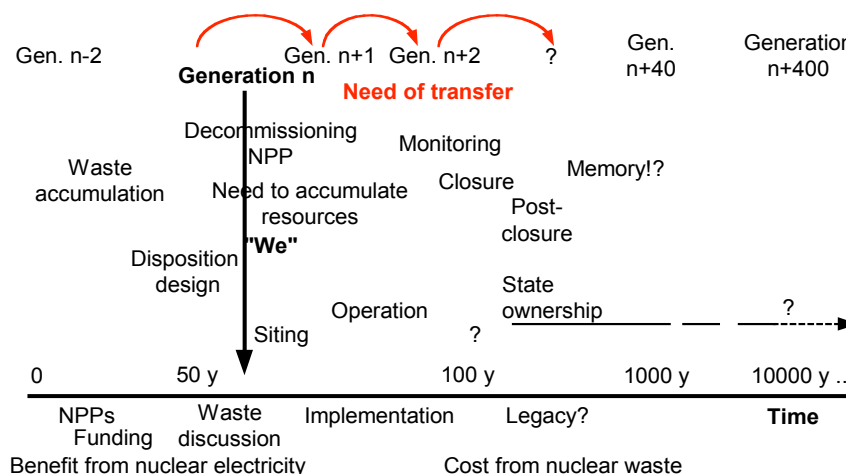 Gen. n-2
Generation n
Gen. n+1
Gen. n+2
?
Gen.
n+40
Generation
n+400
Need of transfer
Decommissioning
NPP
Monitoring
Waste
accumulation
Need to accumulate
resources
Closure
Memory!?
Post-
closure
"We"
Disposition
design
State
ownership
Operation
Siting
?
?
0
50 y
100 y
1000 y
10000 y ..
NPPs
Funding
Waste
discussion
Implementation
Legacy?
Time
Benefit from nuclear electricity
Cost from nuclear waste